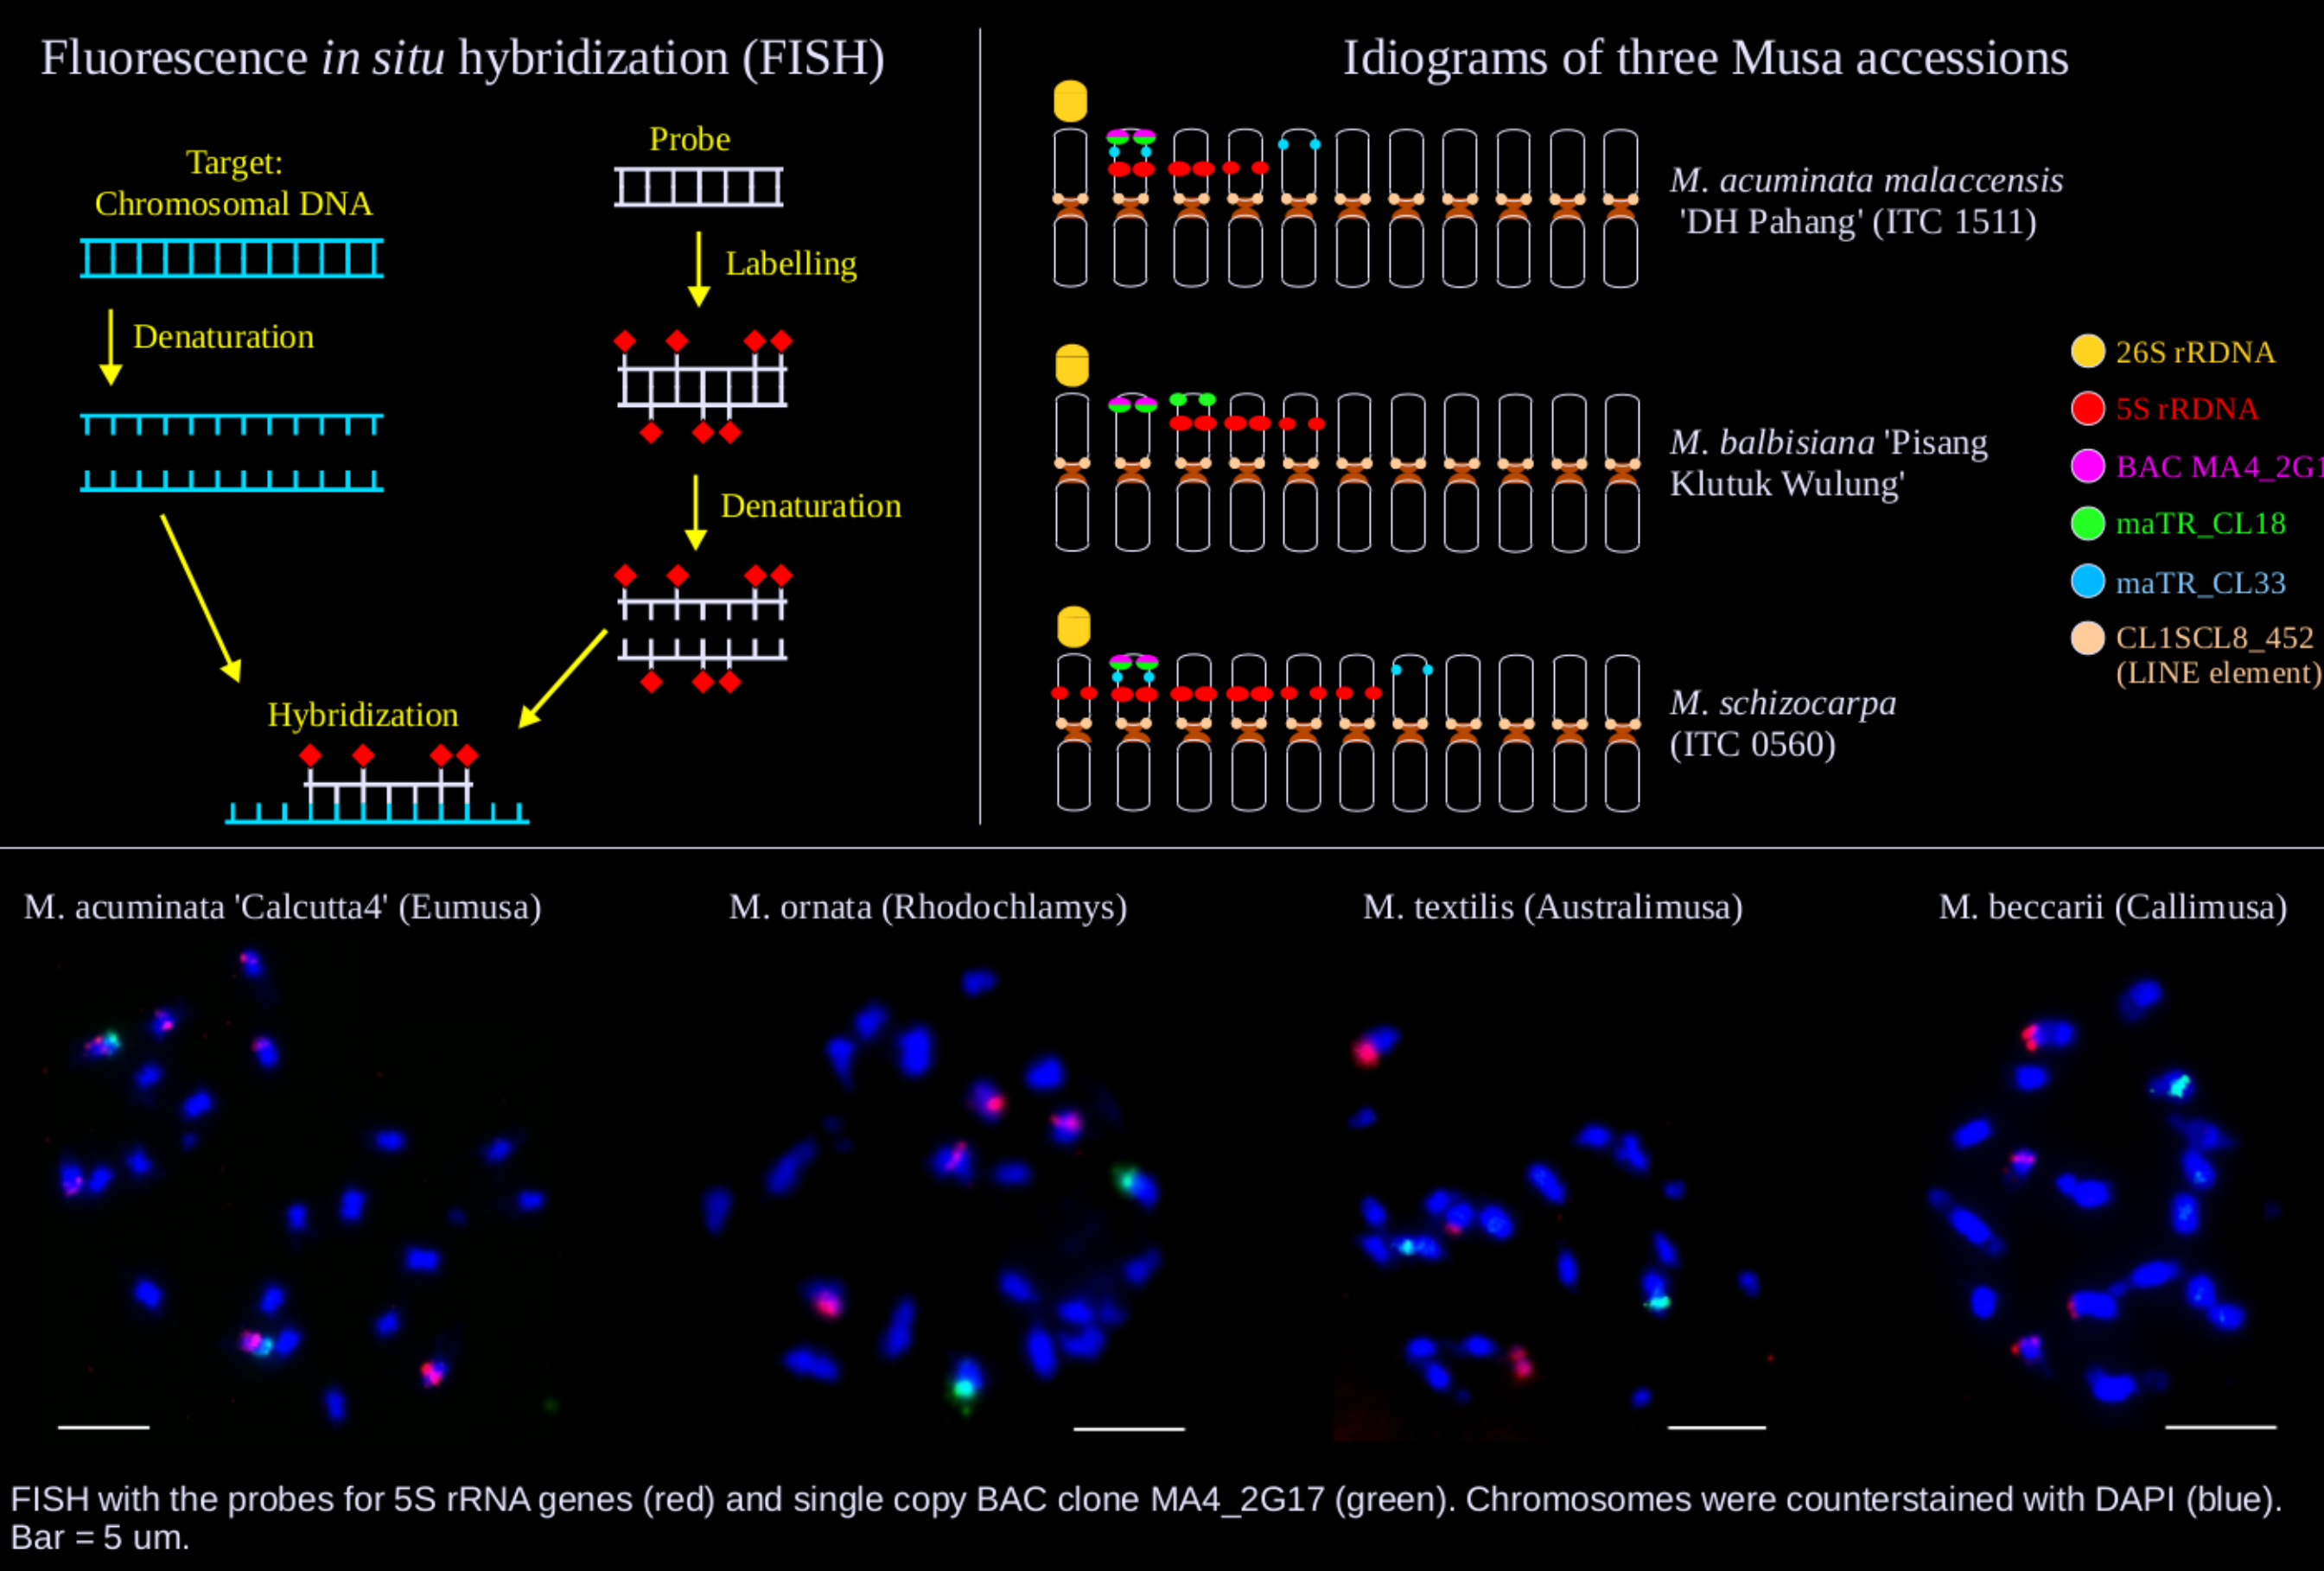 Fluorescence in situ hybridization (FISH)
Target:
Chromosomal DNA
Denaturation
Probe
Labelling
Denaturation
Hybridization
Idiograms of three Musa accessions
M. acuminata malaccensis
'DH Pahang' (ITC 1511)
M. balbisiana 'Pisang
Klutuk Wulung'
M. schizocarpa
(ITC 0560)
26S rRDNA
5S rRDNA
BAC MA4_2G1
maTR_CL18
maTR_CL33
CL1SCL8_452
(LINE element)
M. acuminata 'Calcutta4' (Eumusa)
M. ornata (Rhodochlamys)
M. textilis (Australimusa)
M. beccarii (Callimusa)
FISH with the probes for 5S rRNA genes (red) and single copy BAC clone MA4_2G17 (green). Chromosomes were counterstained with DAPI (blue).
Bar = 5 um.